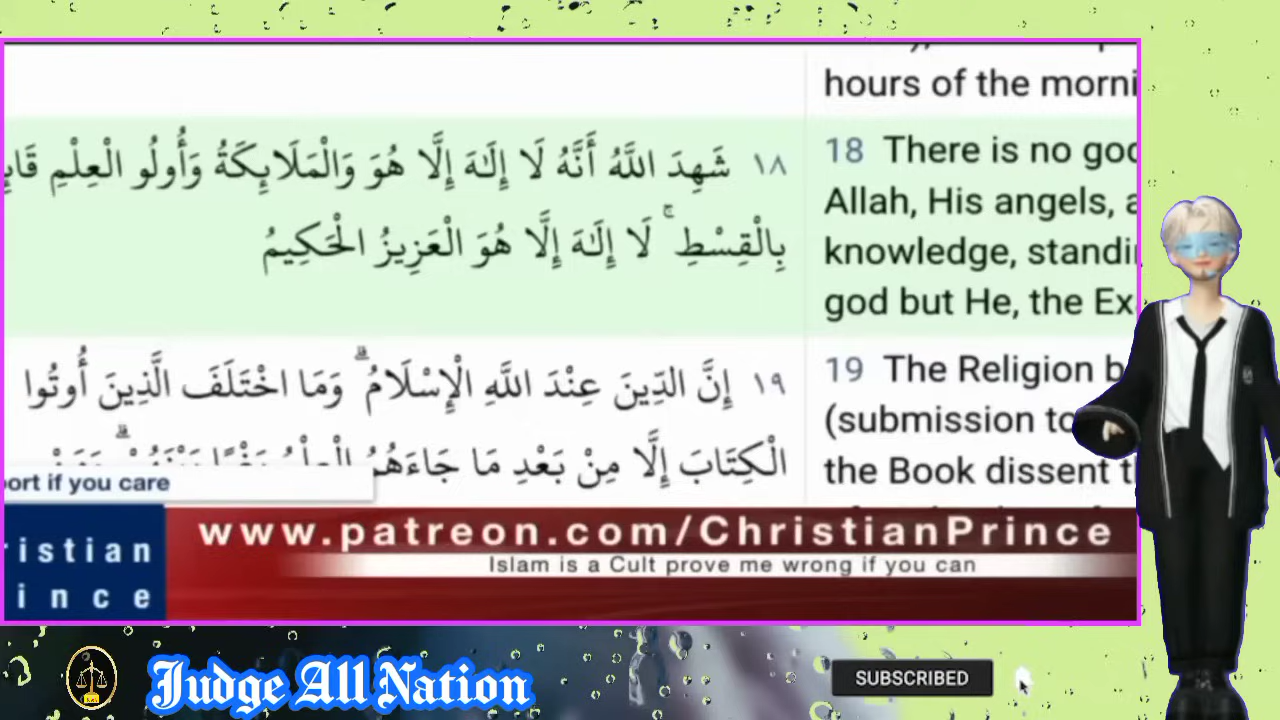 hours of the morni
١٨ شَهِدَ اللَّهُ أَنَّهُ لَا إِلَٰهَ إِلَّا هُوَ وَالْمَلَائِكَةُ وَأُولُو الْعِلْمِ
بِالْقِسْطِ ۚ لَا إِلَٰهَ إِلَّا هُوَ الْعَزِيزُ الْحَكِيمُ
18 There is no god
Allah, His angels, a
knowledge, standi
god but He, the Ex
١٩ إِنَّ الدِّينَ عِنْدَ اللَّهِ الْإِسْلَامُ ۗ وَمَا اخْتَلَفَ الَّذِينَ أُوتُوا
الْكِتَابَ إِلَّا مِنْ بَعْدِ مَا جَاءَهُمُ
19 The Religion b
(submission to
the Book dissent
ort if you care
ristian
ince
www.patreon.com/ChristianPrince
Islam is a Cult prove me wrong if you can
Judge All Nation
SUBSCRIBED